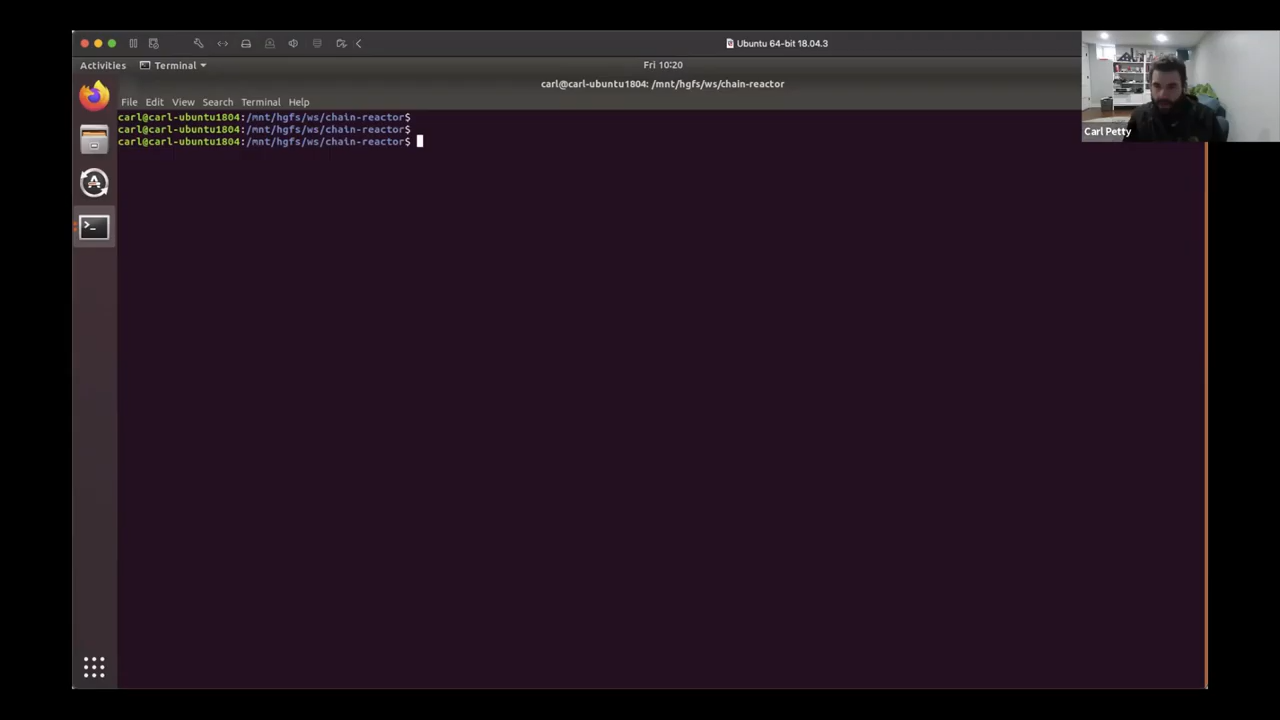 Ubuntu 64-bit 18.04.3
Activities
Terminal
Fri 10:20
carl@carl-ubuntu1804: /mnt/hgfs/ws/chain-reactor
File Edit View Search Terminal Help
carl@carl-ubuntu1804:/mnt/hgfs/ws/chain-reactor$
carl@carl-ubuntu1804:/mnt/hgfs/ws/chain-reactor$
carl@carl-ubuntu1804:/mnt/hgfs/ws/chain-reactor$
Carl Petty